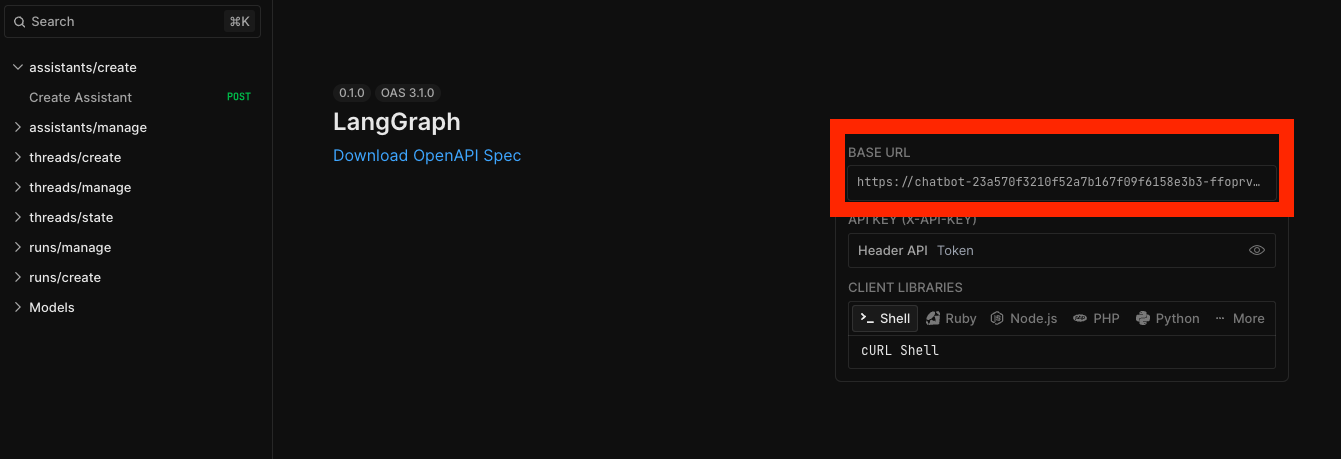 Search ⌘K
assistants/create
Create Assistant POST
assistants/manage
threads/create
threads/manage
threads/state
runs/manage
runs/create
Models
0.1.0 OAS 3.1.0
LangGraph
Download OpenAPI Spec
BASE URL
https://chatbot-23a570f3210f52a7b167f09f6158e3b3-ffoprv…
API KEY (X-API-KEY)
Header API Token
CLIENT LIBRARIES
Shell Ruby Node.js PHP Python ··· More
cURL Shell